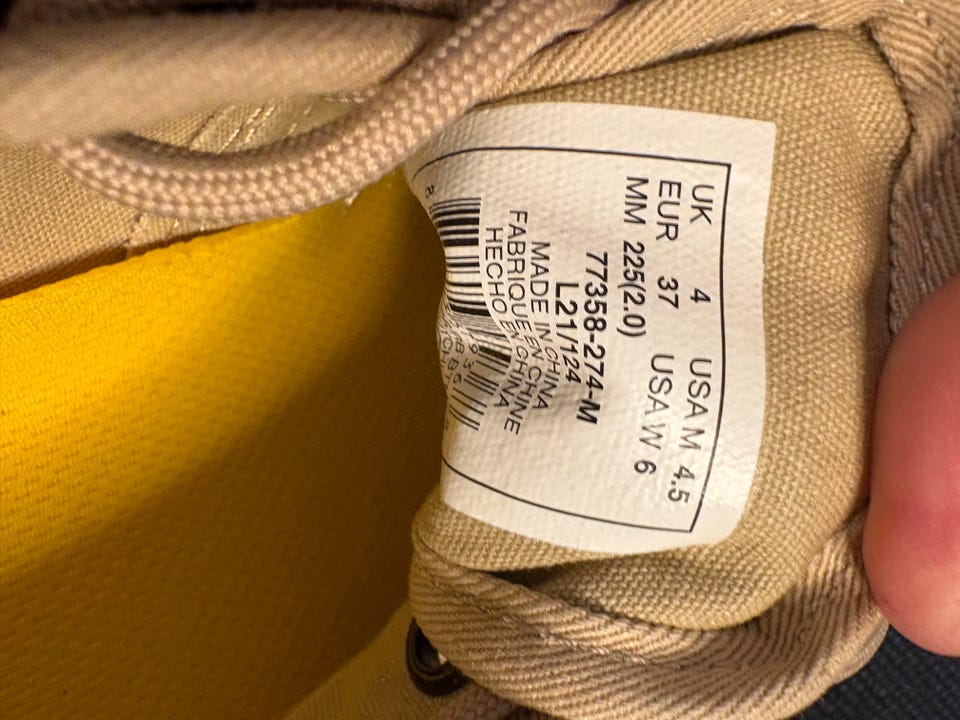 UK 4 USA M 4.5
EUR 37 USA W 6
MM 225(2.0)
77358-274-M
L21/124
MADE IN CHINA
FABRIQUE EN CHINE
HECHO EN CHINA
8